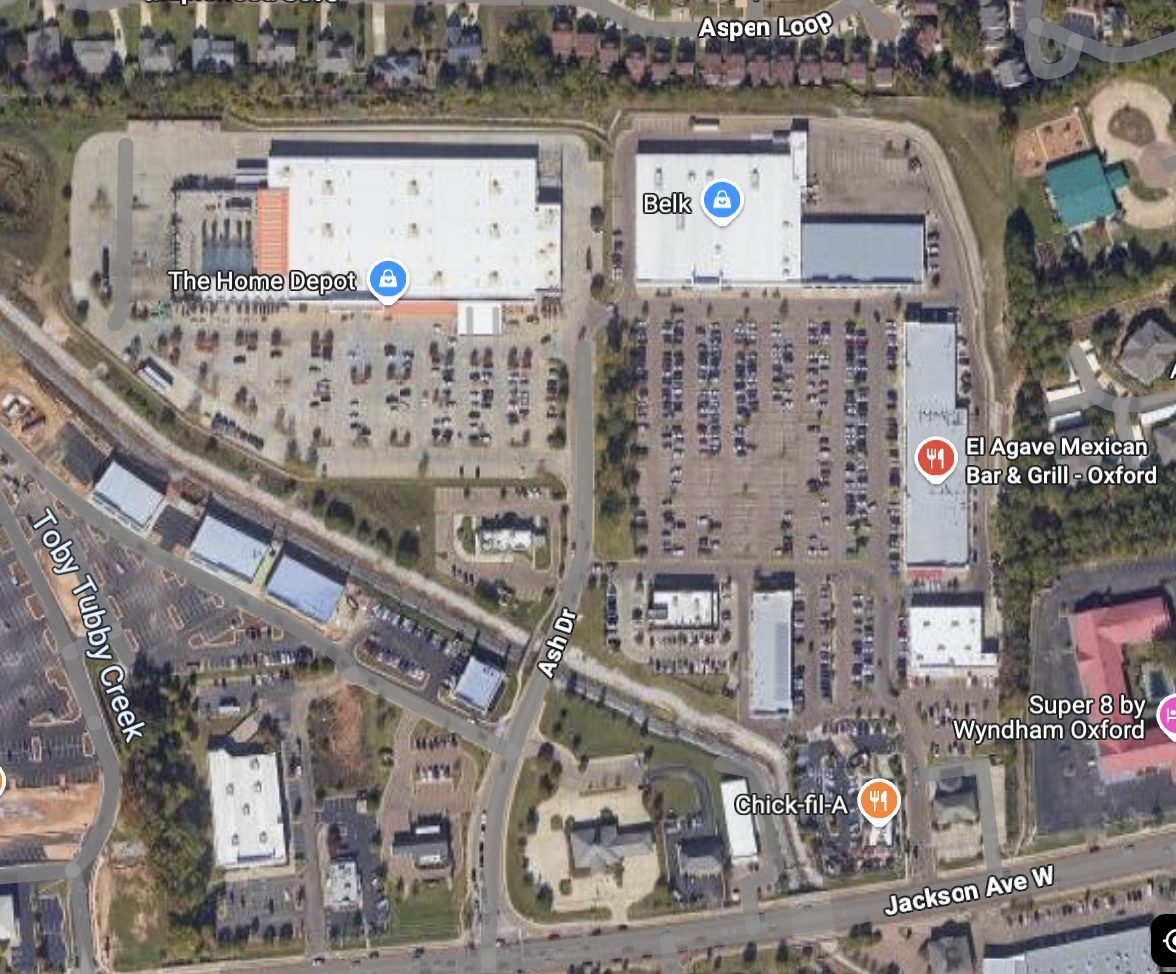 Aspen Loop
Belk
The Home Depot
El Agave Mexican
Bar & Grill - Oxford
Toby Tubby Creek
Ash Dr
Super 8 by
Wyndham Oxford
Chick-fil-A
Jackson Ave W